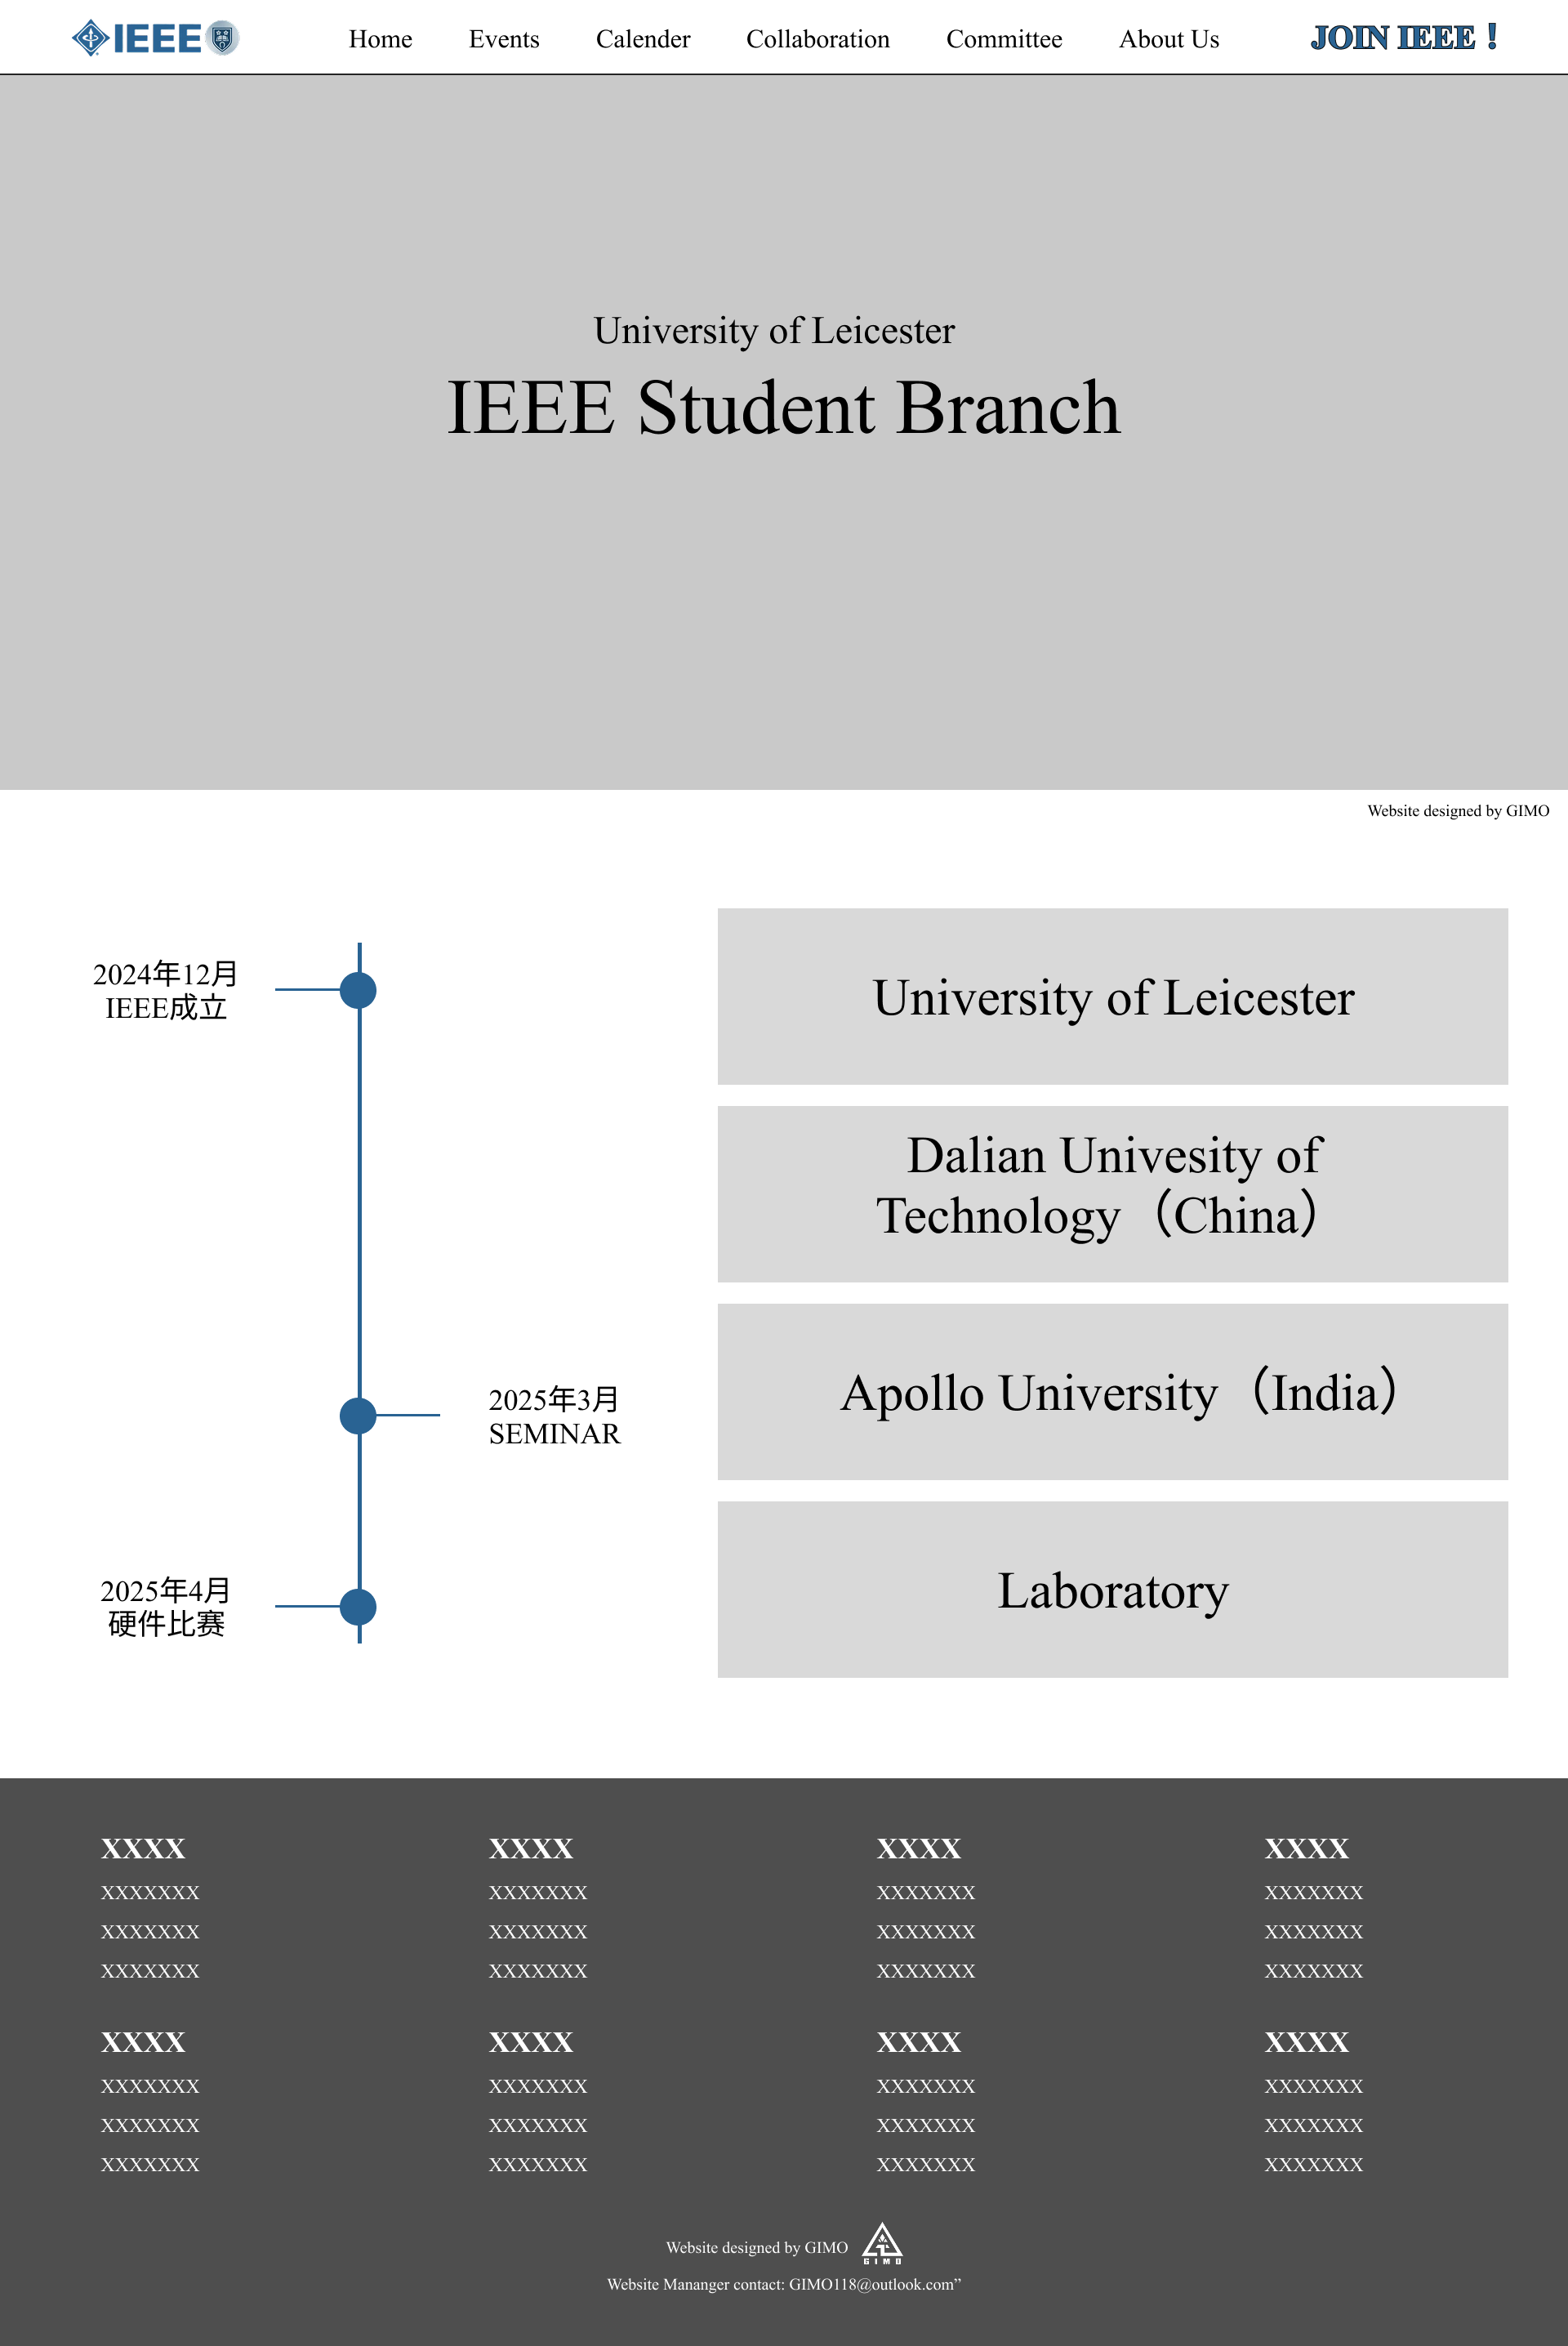 IEEE
Home
Events
Calender
Collaboration
Committee
About Us
JOIN IEEE！
University of Leicester
IEEE Student Branch
Website designed by GIMO
2024年12月
IEEE成立
2025年3月
SEMINAR
2025年4月
硬件比赛
University of Leicester
Dalian Univesity of
Technology（China）
Apollo University（India）
Laboratory
XXXX
XXXXXXX
XXXXXXX
XXXXXXX
XXXX
XXXXXXX
XXXXXXX
XXXXXXX
XXXX
XXXXXXX
XXXXXXX
XXXXXXX
XXXX
XXXXXXX
XXXXXXX
XXXXXXX
XXXX
XXXXXXX
XXXXXXX
XXXXXXX
XXXX
XXXXXXX
XXXXXXX
XXXXXXX
XXXX
XXXXXXX
XXXXXXX
XXXXXXX
XXXX
XXXXXXX
XXXXXXX
XXXXXXX
Website designed by GIMO
GIMO
Website Mananger contact: GIMO118@outlook.com”